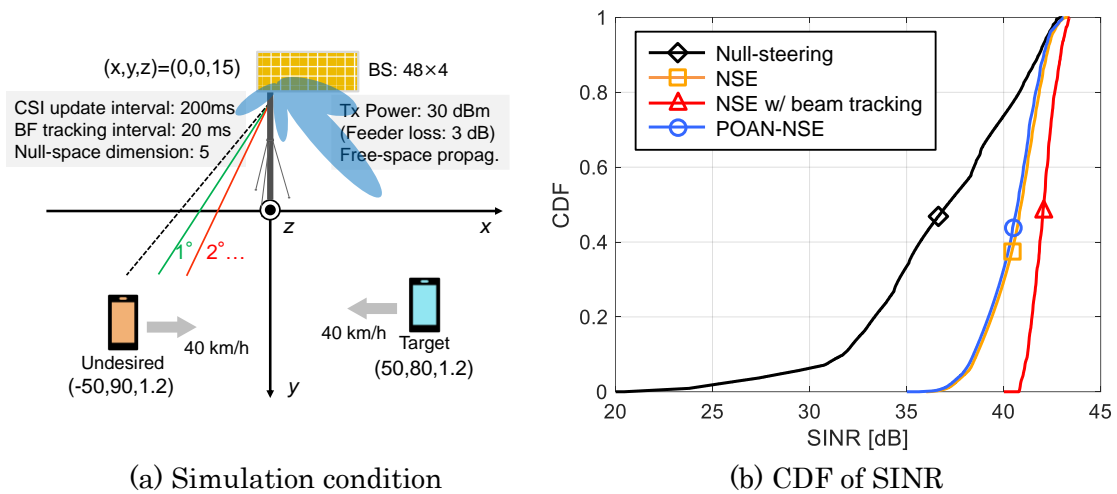 (x,y,z)=(0,0,15)
BS: 48×4
CSI update interval: 200ms
BF tracking interval: 20 ms
Null-space dimension: 5
Tx Power: 30 dBm
(Feeder loss: 3 dB)
Free-space propag.
z
x
1° 2° ...
40 km/h
40 km/h
Undesired
(-50,90,1.2)
Target
(50,80,1.2)
y
(a) Simulation condition
1
0.8
0.6
0.4
0.2
0
CDF
Null-steering
NSE
NSE w/ beam tracking
POAN-NSE
20 25 30 35 40 45
SINR [dB]
(b) CDF of SINR